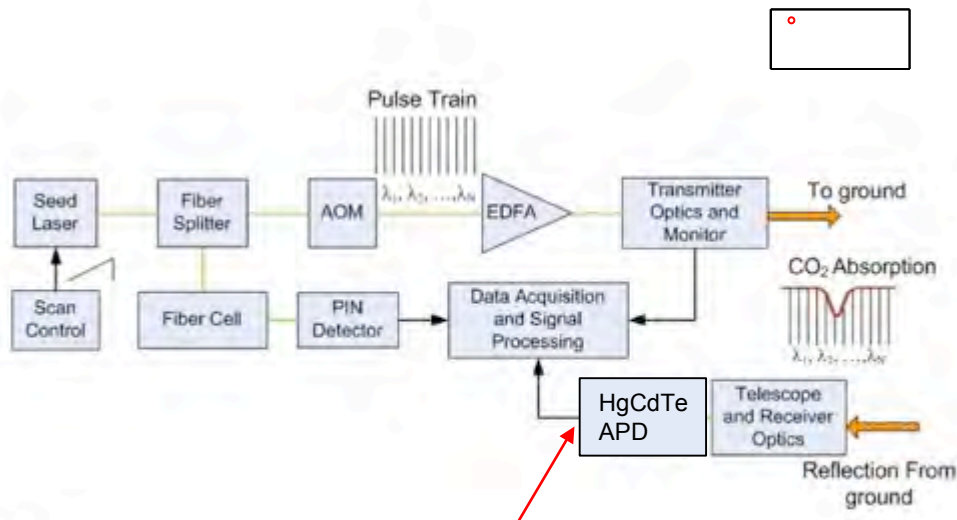 Pulse Train
λ₁, λ₂, ....,λ_N
Seed
Laser
Fiber
Splitter
AOM
EDFA
Transmitter
Optics and
Monitor
To ground
CO₂ Absorption
λ₁, λ₂, ....,λ_N
Scan
Control
Fiber Cell
PIN
Detector
Data Acquisition
and Signal
Processing
HgCdTe
APD
Telescope
and Receiver
Optics
Reflection From
ground